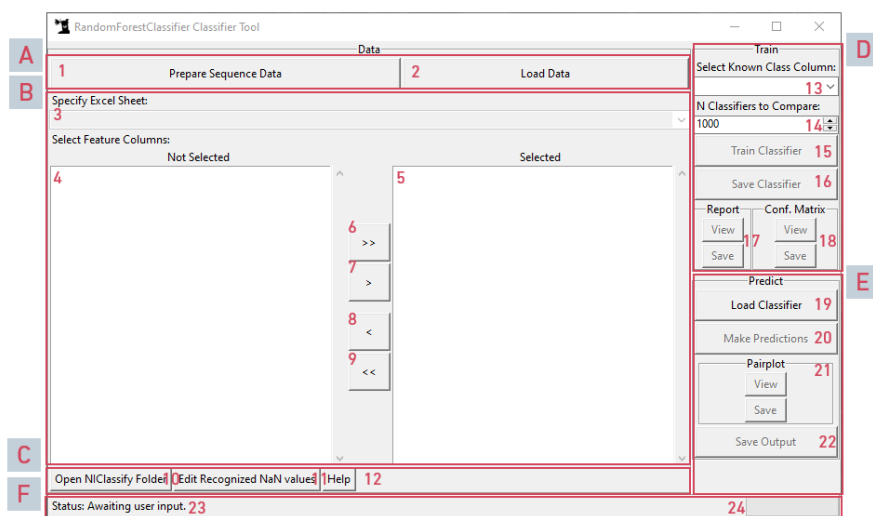 RandomForestClassifier Classifier Tool
A
Data
Train
D
1 Prepare Sequence Data
2 Load Data
Select Known Class Column:
13
B
Specify Excel Sheet:
3
N Classifiers to Compare:
1000 14
Select Feature Columns:
Not Selected
Selected
Train Classifier 15
4
5
Save Classifier 16
Report
Conf. Matrix
6
>>
View
17
View
18
Save
Save
7
>
E
Predict
Load Classifier 19
8
<
Make Predictions 20
9
<<
Pairplot
21
View
Save
C
Save Output 22
Open NIClassify Folder 10
Edit Recognized NaN values 11
Help 12
F
Status: Awaiting user input. 23
24